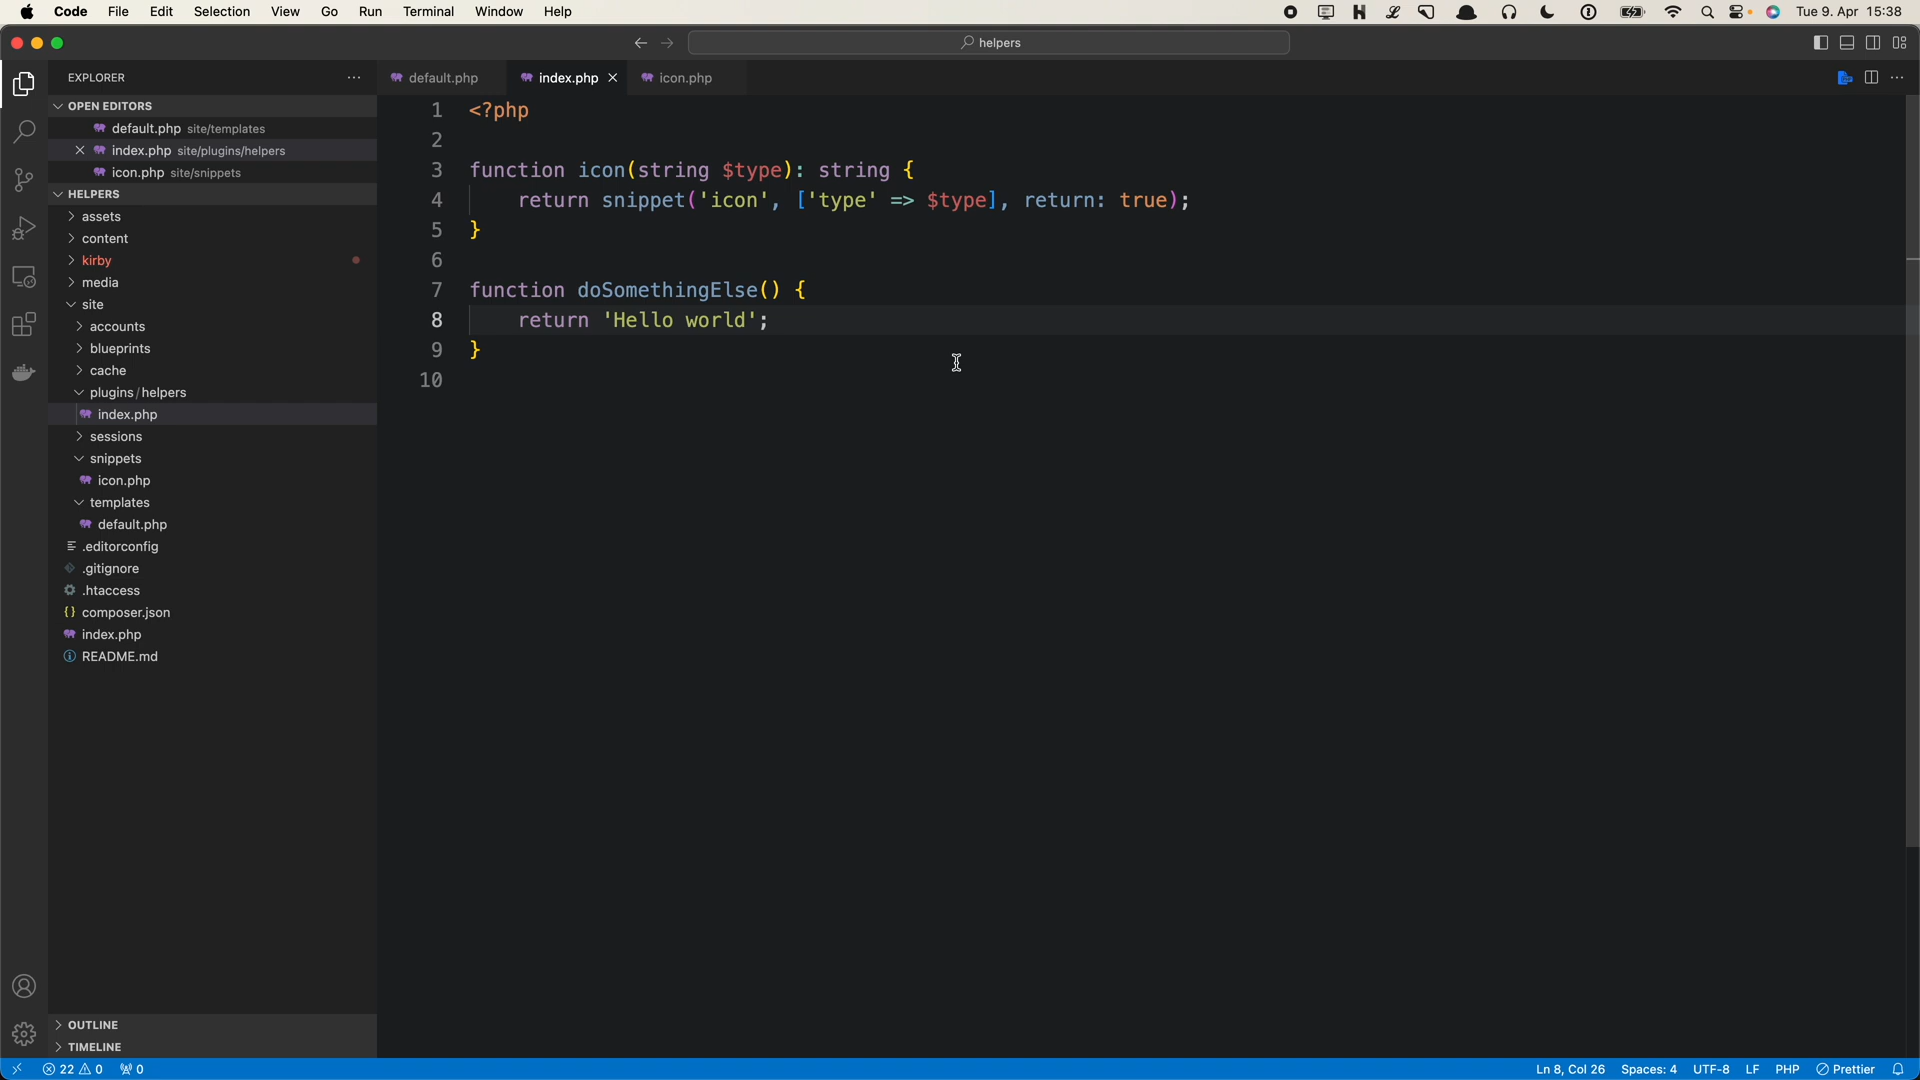 Code File Edit Selection View Go Run Terminal Window Help
Tue 9. Apr 15:38
helpers
EXPLORER
OPEN EDITORS
default.php site/templates
index.php site/plugins/helpers
icon.php site/snippets
HELPERS
assets
content
kirby
media
site
accounts
blueprints
cache
plugins/helpers
index.php
sessions
snippets
icon.php
templates
default.php
.editorconfig
.gitignore
.htaccess
composer.json
index.php
README.md
OUTLINE
TIMELINE
default.php index.php icon.php
1 <?php
2
3 function icon(string $type): string {
4     return snippet('icon', ['type' => $type], return: true);
5 }
6
7 function doSomethingElse() {
8     return 'Hello world';
9 }
10
22 0 0
Ln 8, Col 26 Spaces: 4 UTF-8 LF PHP Prettier